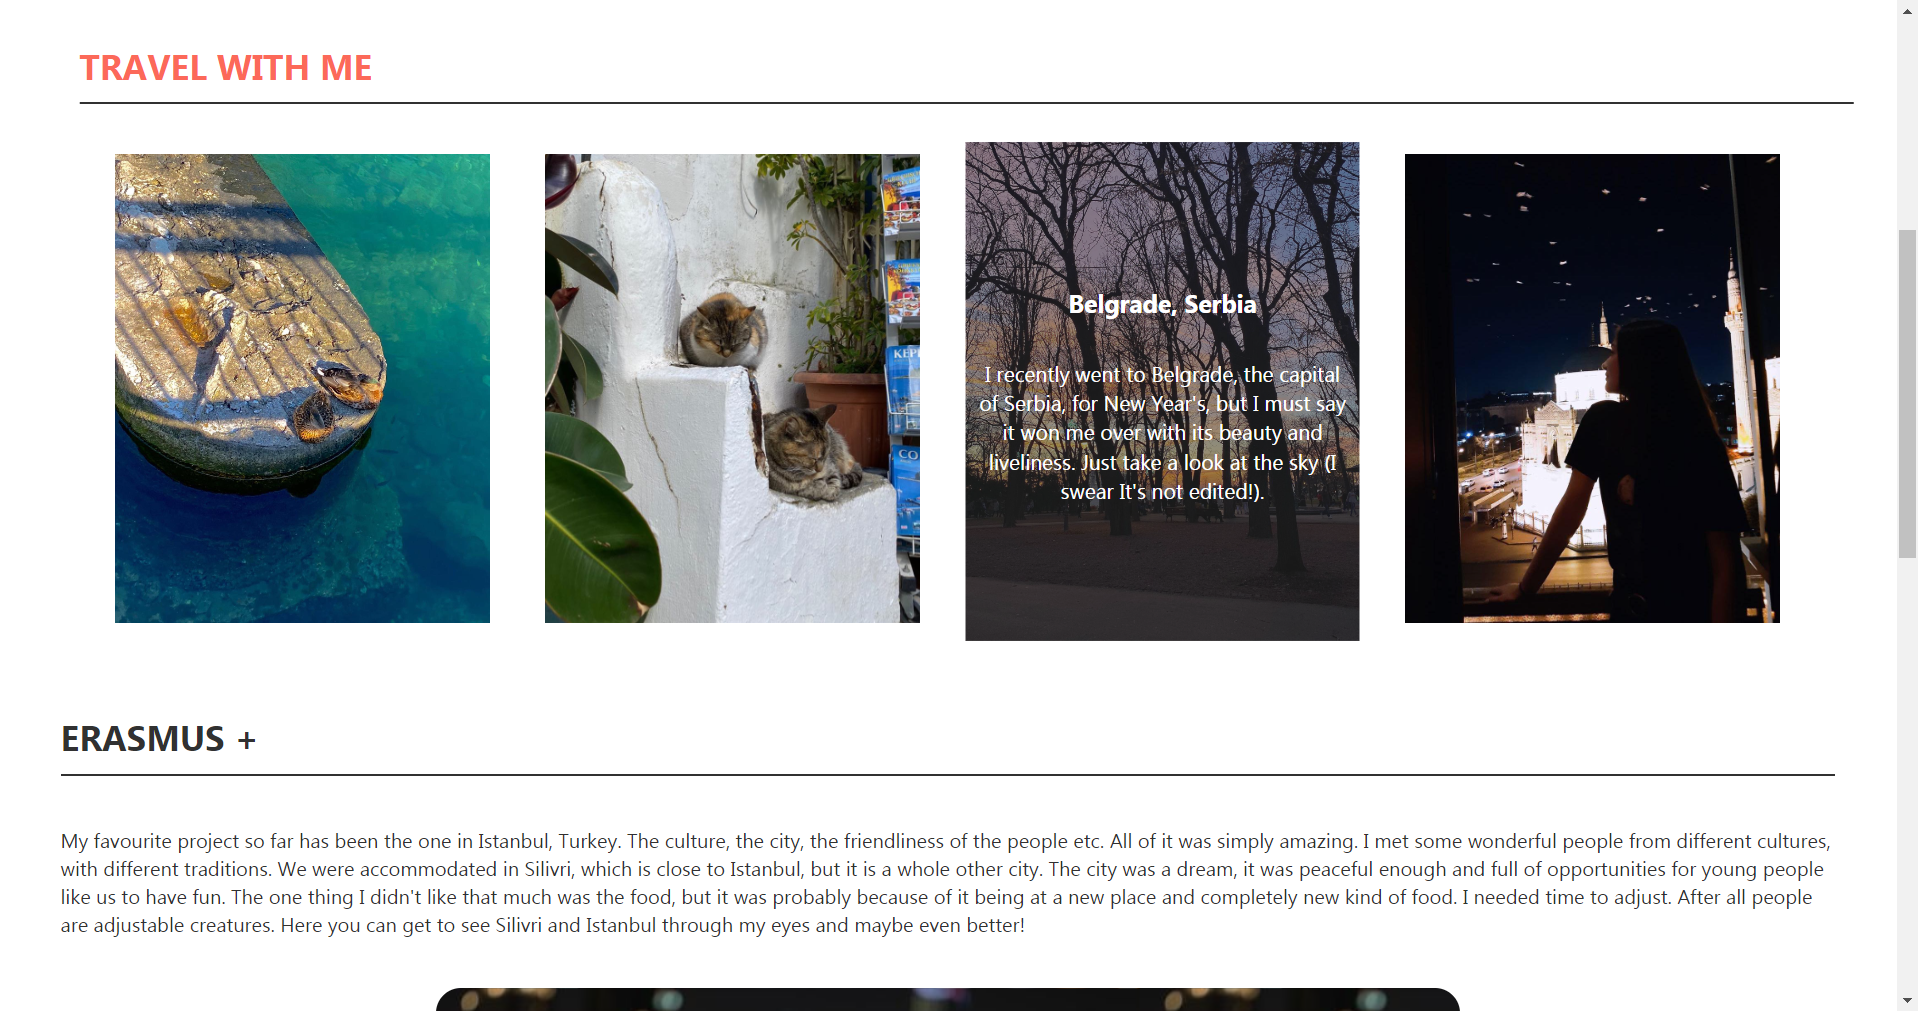 TRAVEL WITH ME
Belgrade, Serbia
I recently went to Belgrade, the capital
of Serbia, for New Year's, but I must say
it won me over with its beauty and
liveliness. Just take a look at the sky (I
swear It's not edited!).
ERASMUS +
My favourite project so far has been the one in Istanbul, Turkey. The culture, the city, the friendliness of the people etc. All of it was simply amazing. I met some wonderful people from different cultures,
with different traditions. We were accommodated in Silivri, which is close to Istanbul, but it is a whole other city. The city was a dream, it was peaceful enough and full of opportunities for young people
like us to have fun. The one thing I didn't like that much was the food, but it was probably because of it being at a new place and completely new kind of food. I needed time to adjust. After all people
are adjustable creatures. Here you can get to see Silivri and Istanbul through my eyes and maybe even better!